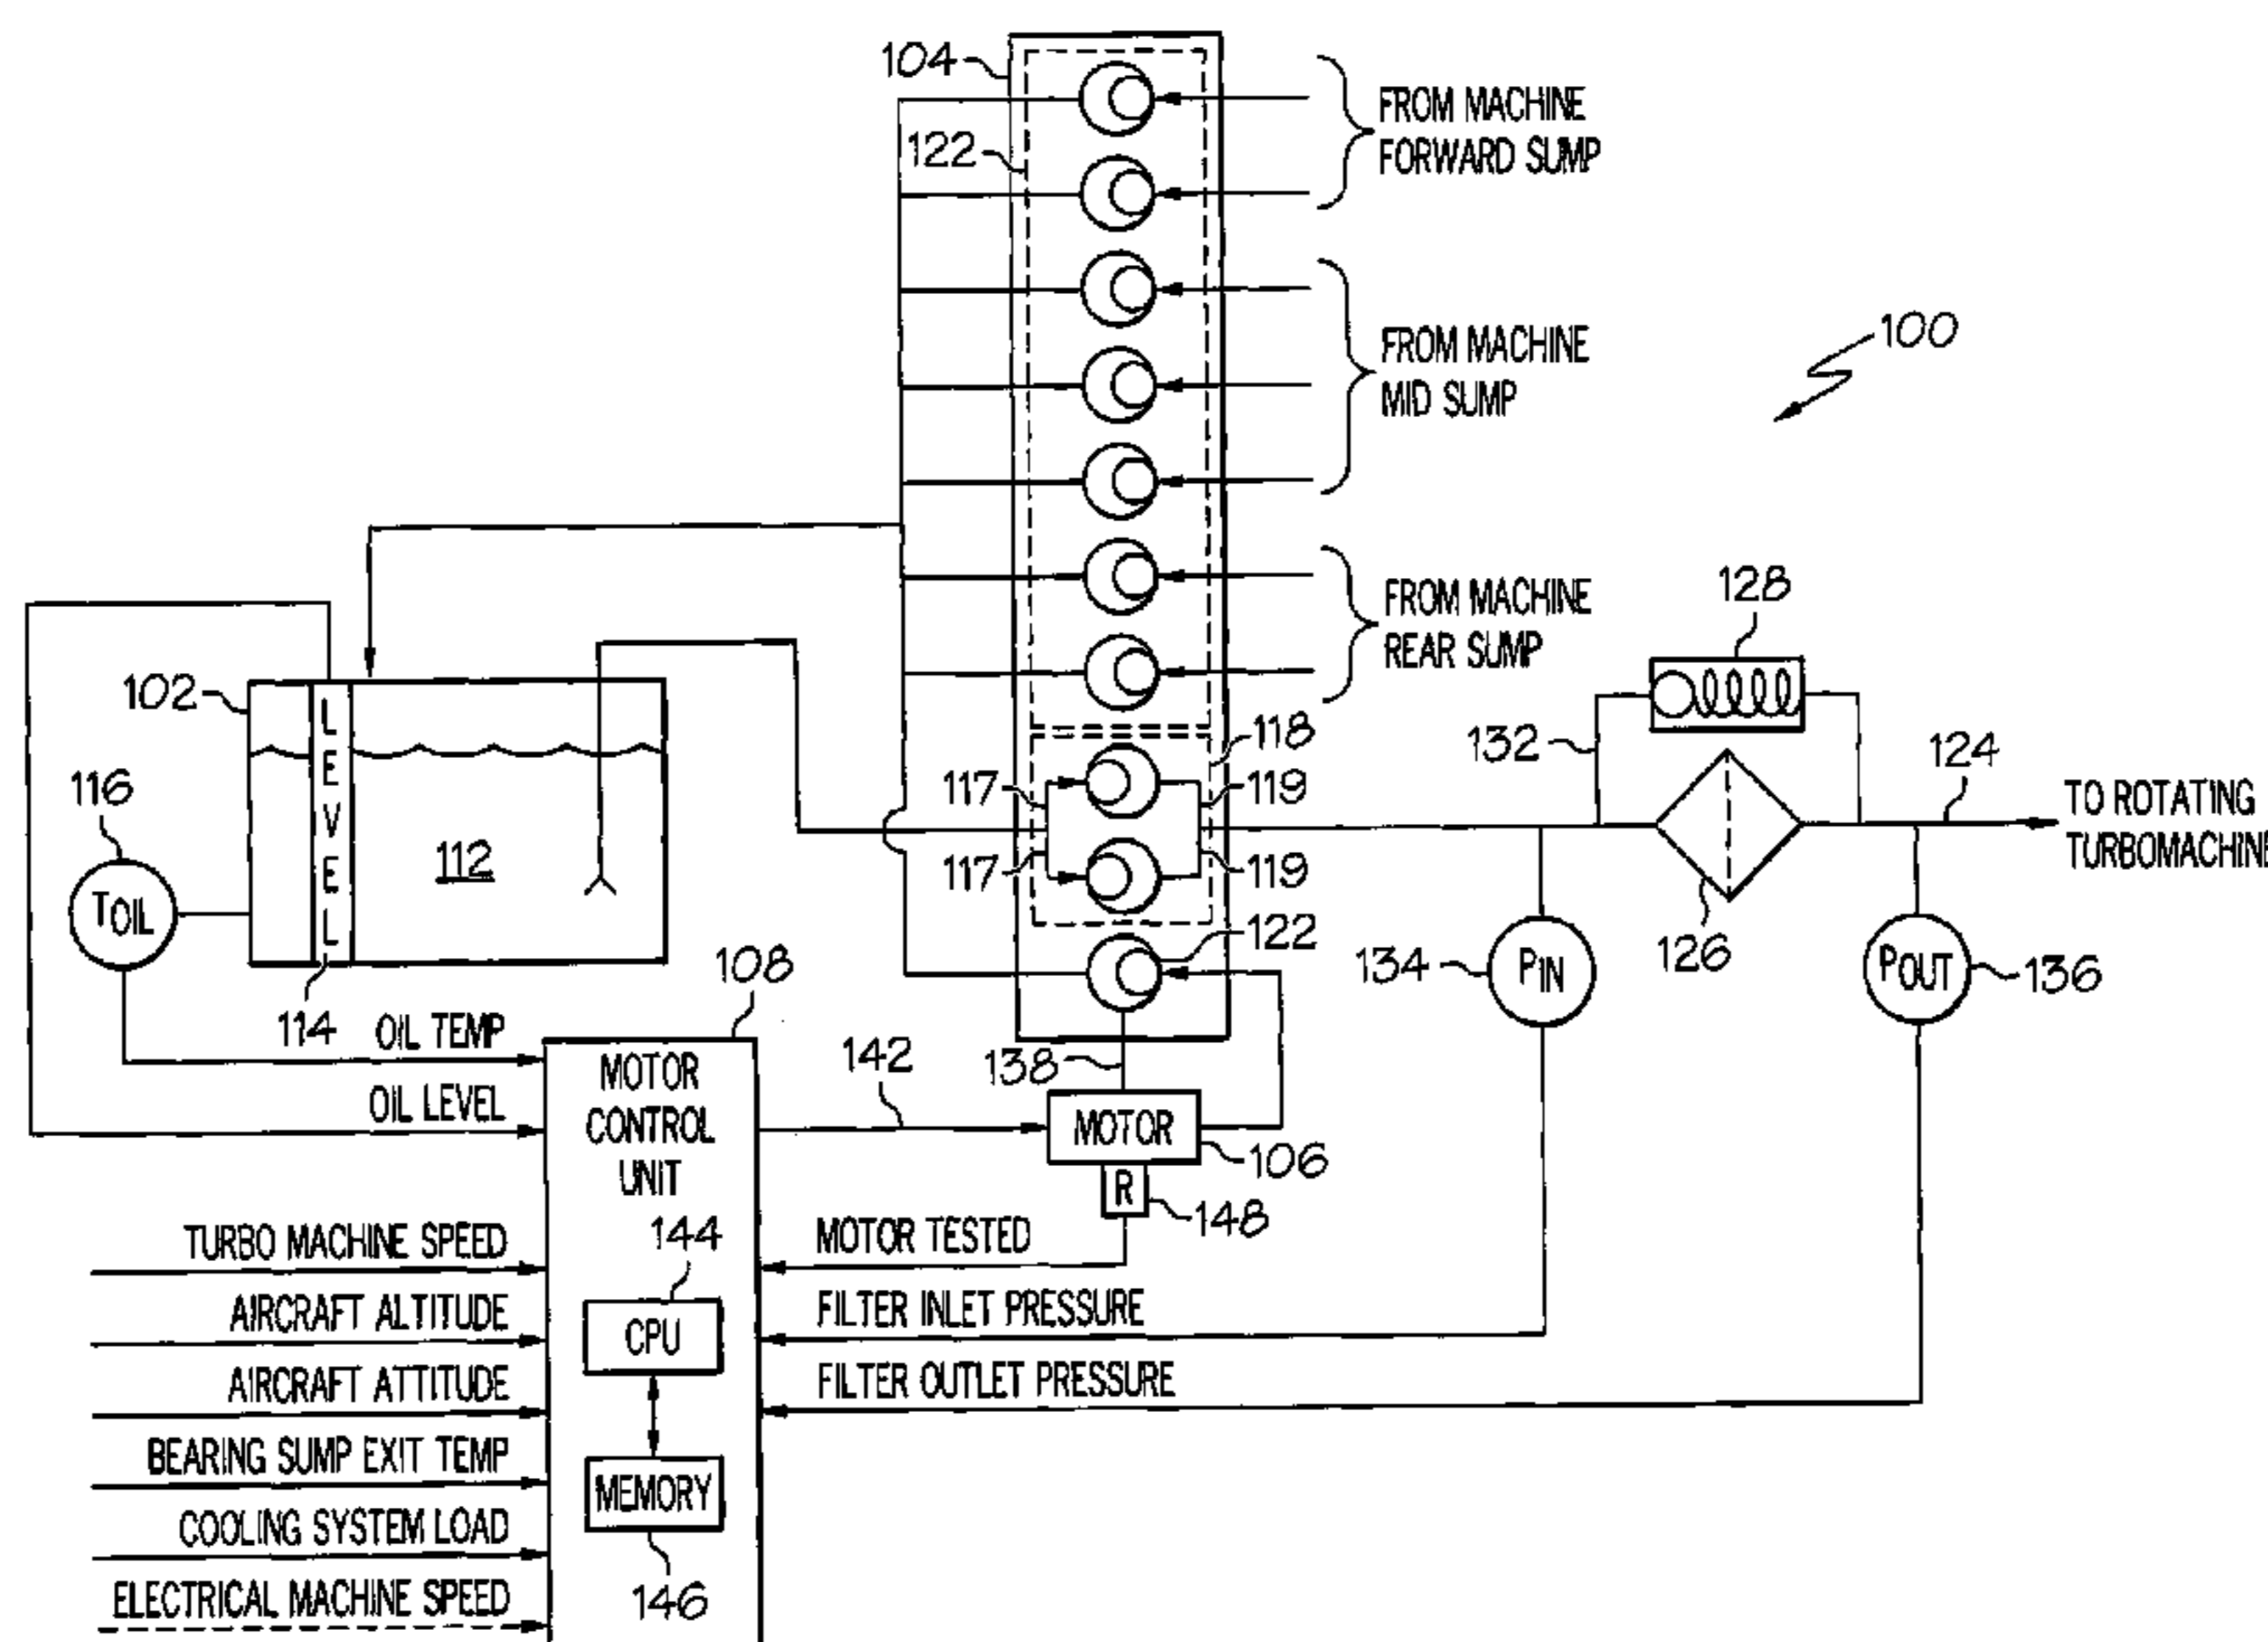 104
FROM MACHINE
FORWARD SUMP
122
100
FROM MACHINE
MID SUMP
FROM MACHINE
REAR SUMP
128
102
LEVEL
118
132
124
116
117
119
TO ROTATING
TURBOMACHINE
TOIL
112
117
119
122
126
134
PIN
POUT
136
114
108
OIL TEMP
142
138
MOTOR
CONTROL
UNIT
OIL LEVEL
MOTOR
106
R
148
TURBO MACHINE SPEED
144
MOTOR TESTED
AIRCRAFT ALTITUDE
CPU
FILTER INLET PRESSURE
AIRCRAFT ATTITUDE
FILTER OUTLET PRESSURE
BEARING SUMP EXIT TEMP
MEMORY
COOLING SYSTEM LOAD
146
ELECTRICAL MACHINE SPEED